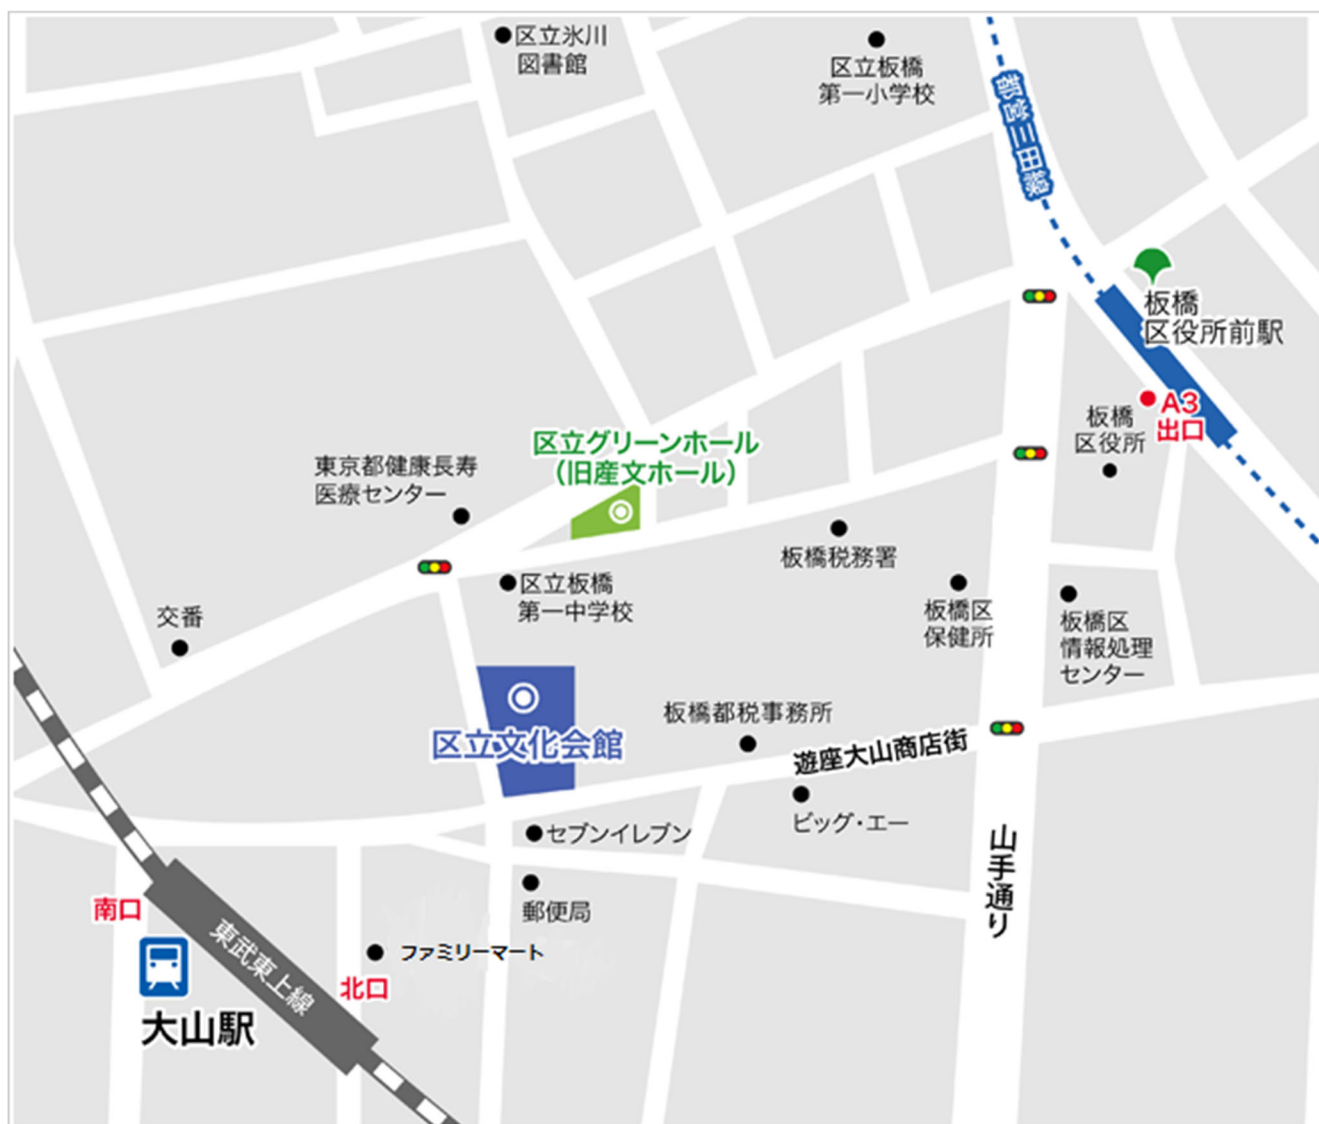 区立氷川
図書館
区立板橋
第一小学校
都営三田線
板橋
区役所前駅
A3
出口
板橋
区役所
区立グリーンホール
（旧産文ホール）
東京都健康長寿
医療センター
板橋税務署
区立板橋
第一中学校
板橋区
保健所
板橋区
情報処理
センター
交番
区立文化会館
板橋都税事務所
遊座大山商店街
ビッグ・エー
セブンイレブン
山手通り
郵便局
南口
東武東上線
ファミリーマート
北口
大山駅